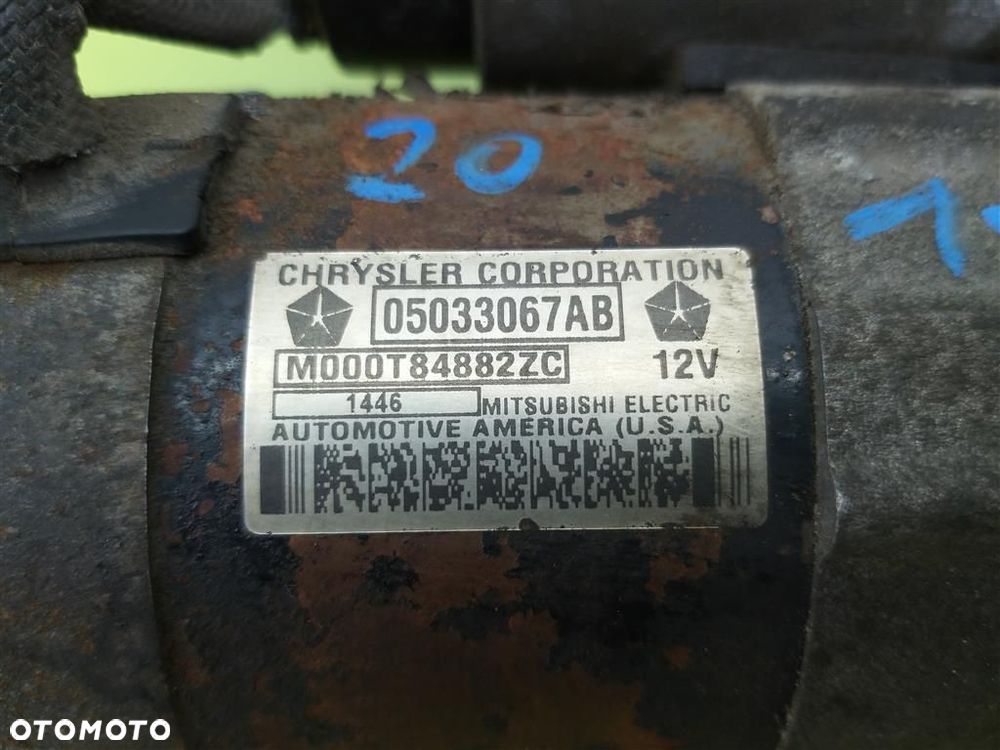 20
CHRYSLER CORPORATION
05033067AB
M000T84882ZC 12V
1446 MITSUBISHI ELECTRIC
AUTOMOTIVE AMERICA (U.S.A.)
OTOMOTO